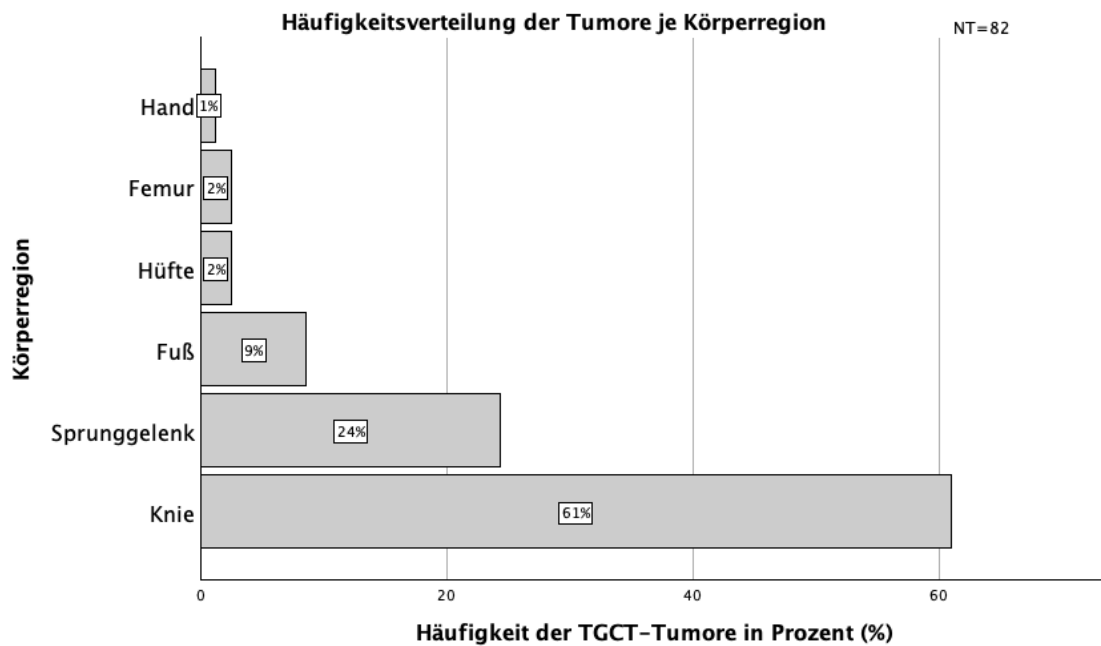 Häufigkeitsverteilung der Tumore je Körperregion
NT=82
Körperregion
Hand
1%
Femur
2%
Hüfte
2%
Fuß
9%
Sprunggelenk
24%
Knie
61%
0
20
40
60
Häufigkeit der TGCT-Tumore in Prozent (%)